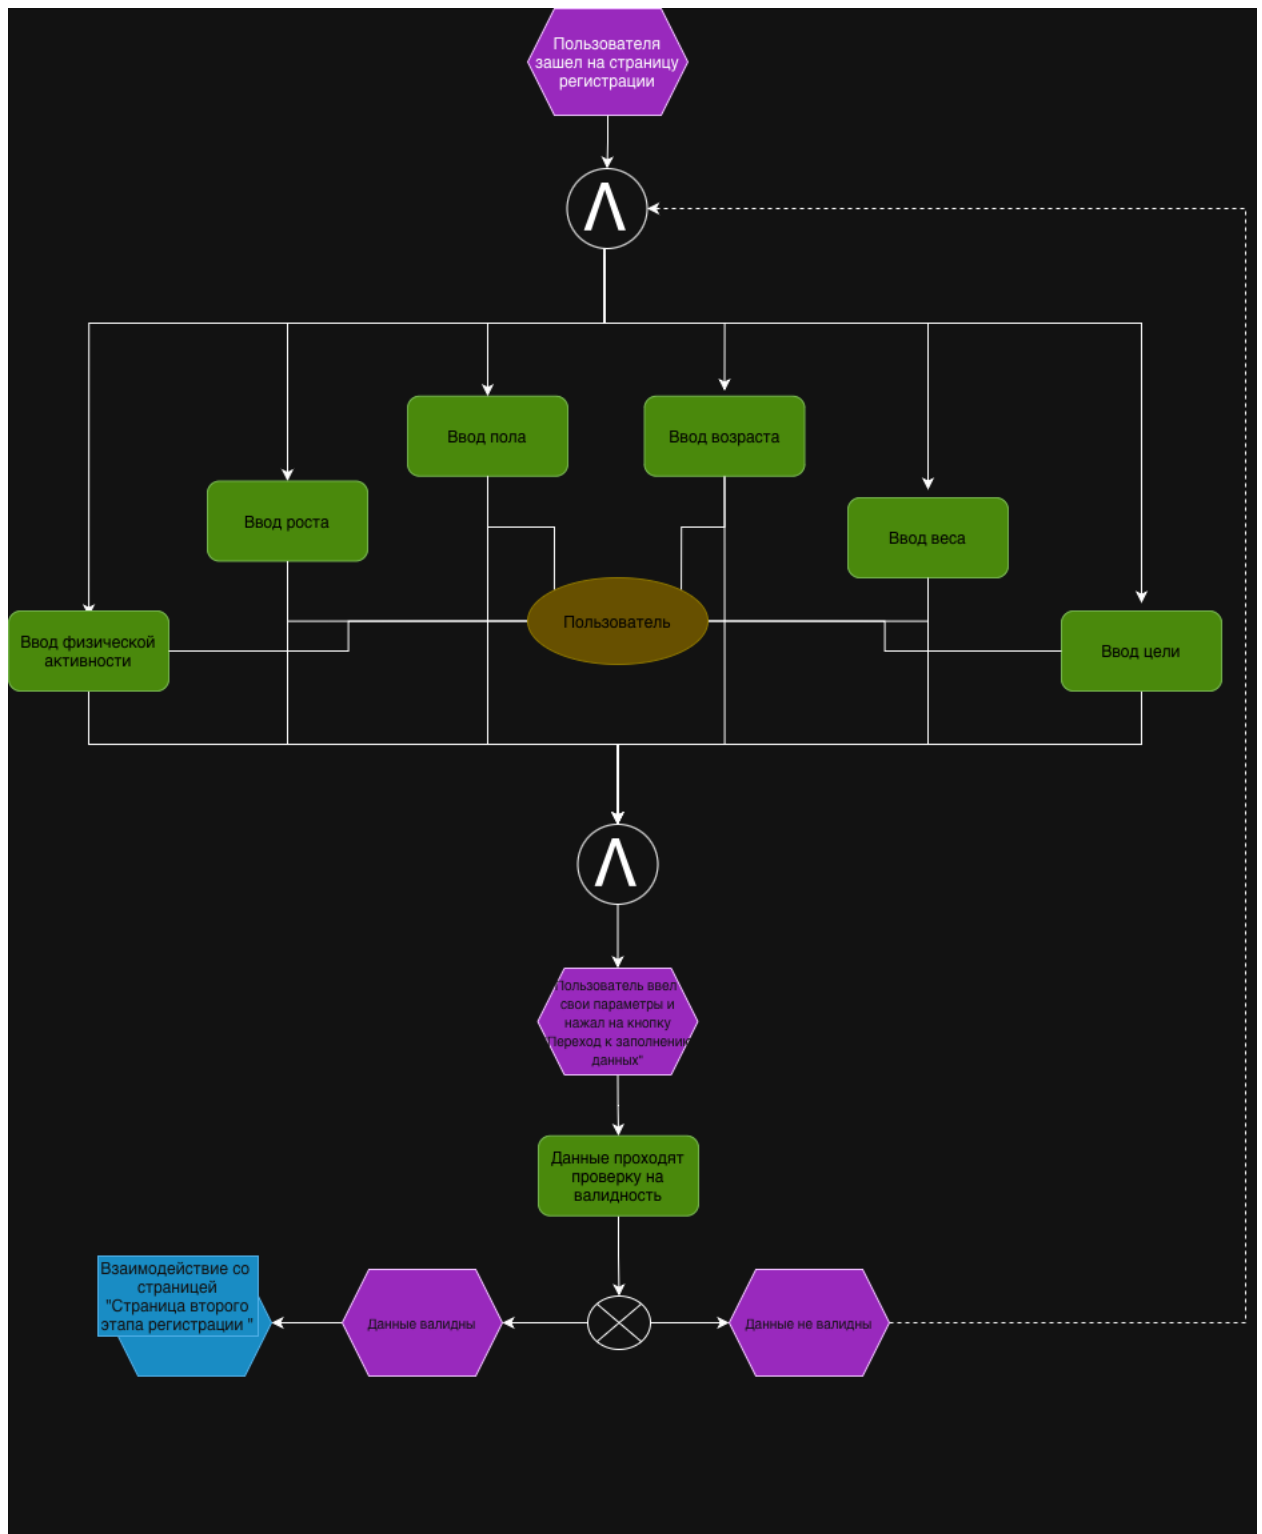 Пользователя
зашел на страницу
регистрации
Λ
Ввод пола
Ввод возраста
Ввод роста
Ввод веса
Пользователь
Ввод физической
активности
Ввод цели
Λ
Пользователь ввел
свои параметры и
нажал на кнопку
Переход к заполнению
данных"
Данные проходят
проверку на
валидность
Взаимодействие со
страницей
"Страница второго
этапа регистрации "
Данные валидны
Данные не валидны